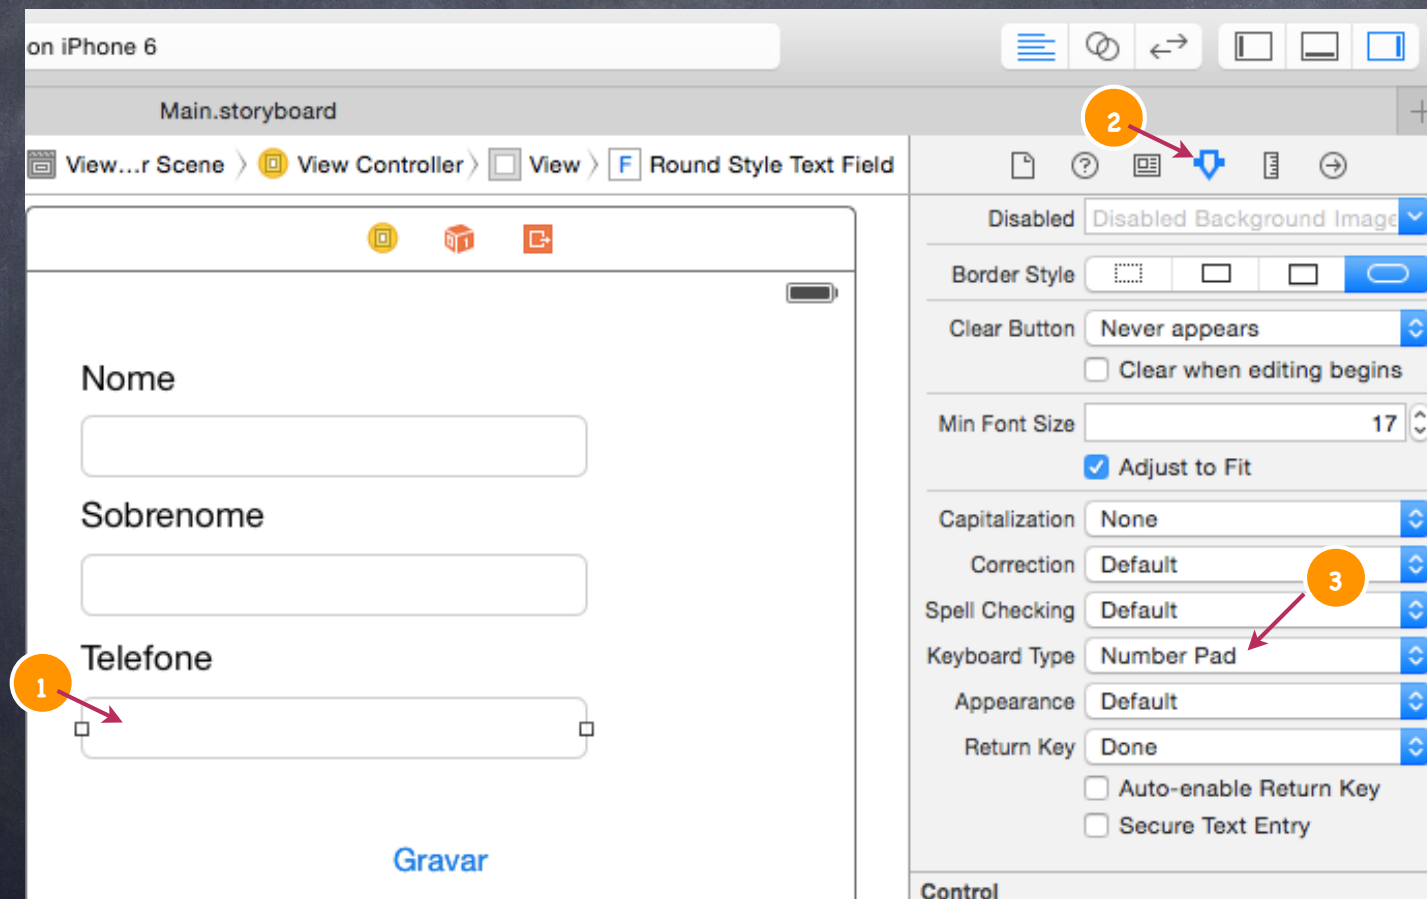 on iPhone 6
Main.storyboard
2
View...r Scene View Controller View F Round Style Text Field
Disabled Disabled Background Image
Border Style
Clear Button Never appears
Clear when editing begins
Min Font Size 17
Adjust to Fit
Capitalization None
Correction Default
3
Spell Checking Default
Keyboard Type Number Pad
Appearance Default
Return Key Done
Auto-enable Return Key
Secure Text Entry
Control
Nome
Sobrenome
Telefone
1
Gravar